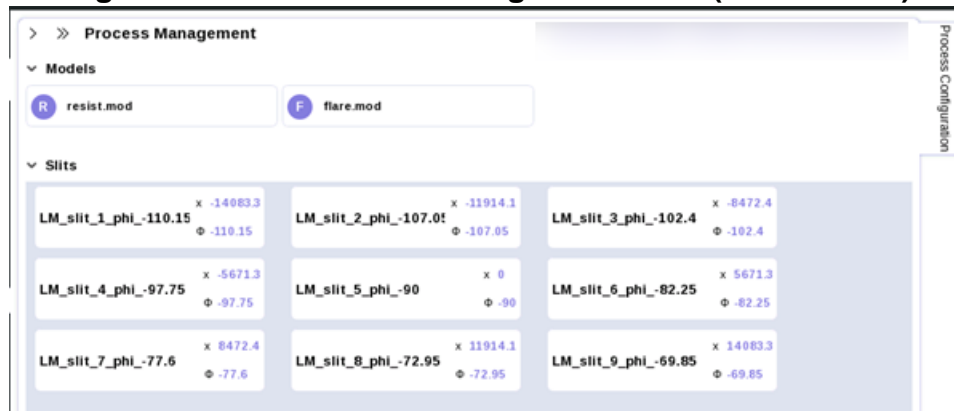 Process Management
Models
R resist.mod
F flare.mod
Slits
LM_slit_1_phi_-110.15
x -14083.3
Φ -110.15
LM_slit_2_phi_-107.05
x -11914.1
Φ -107.05
LM_slit_3_phi_-102.4
x -8472.4
Φ -102.4
LM_slit_4_phi_-97.75
x -5671.3
Φ -97.75
LM_slit_5_phi_-90
x 0
Φ -90
LM_slit_6_phi_-82.25
x 5671.3
Φ -82.25
LM_slit_7_phi_-77.6
x 8472.4
Φ -77.6
LM_slit_8_phi_-72.95
x 11914.1
Φ -72.95
LM_slit_9_phi_-69.85
x 14083.3
Φ -69.85
Process Configuration